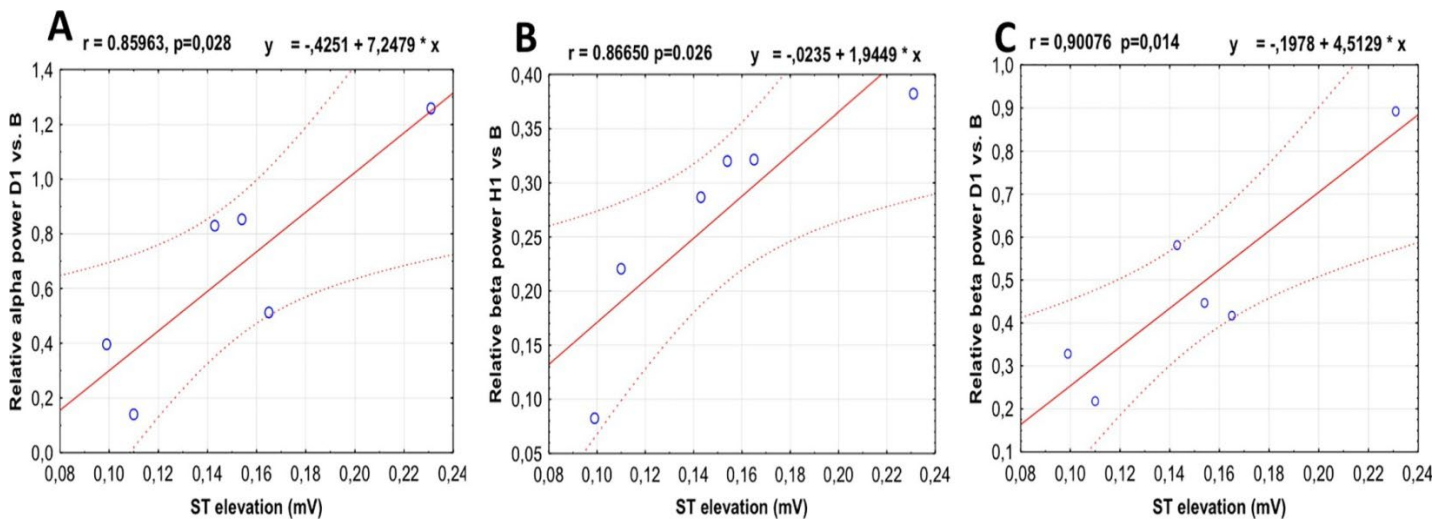 A
r = 0.85963, p=0,028 y = -,4251 + 7,2479 * x
Relative alpha power D1 vs. B
1,4
1,2
1,0
0,8
0,6
0,4
0,2
0,0
0,08 0,10 0,12 0,14 0,16 0,18 0,20 0,22 0,24
ST elevation (mV)
B
r = 0.86650 p=0.026 y = -,0235 + 1,9449 * x
Relative beta power H1 vs B
0,40
0,35
0,30
0,25
0,20
0,15
0,10
0,05
0,08 0,10 0,12 0,14 0,16 0,18 0,20 0,22 0,24
ST elevation (mV)
C
r = 0,90076 p=0,014 y = -,1978 + 4,5129 * x
Relative beta power D1 vs. B
1,0
0,9
0,8
0,7
0,6
0,5
0,4
0,3
0,2
0,1
0,08 0,10 0,12 0,14 0,16 0,18 0,20 0,22 0,24
ST elevation (mV)